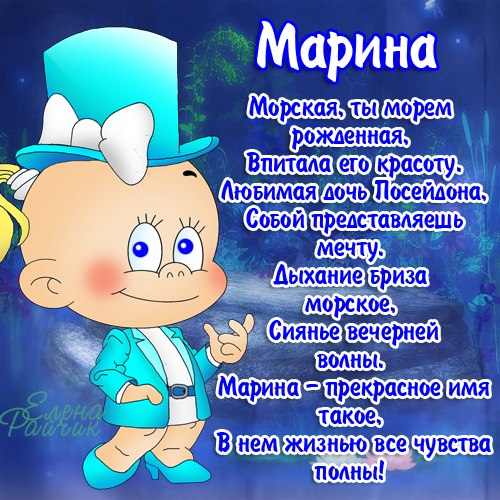 Марина
Морская, ты морем
рожденная,
Впитала его красоту.
Любимая дочь Посейдона,
Собой представляешь
мечту.
Дыхание бриза
морское,
Сиянье вечерней
волны.
Марина – прекрасное имя
такое,
В нем жизнью все чувства
полны!
Елена
Райчик